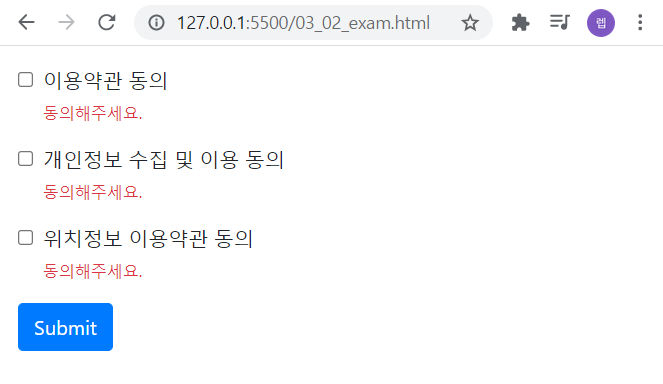 127.0.0.1:5500/03_02_exam.html
렙
이용약관 동의
동의해주세요.
개인정보 수집 및 이용 동의
동의해주세요.
위치정보 이용약관 동의
동의해주세요.
Submit